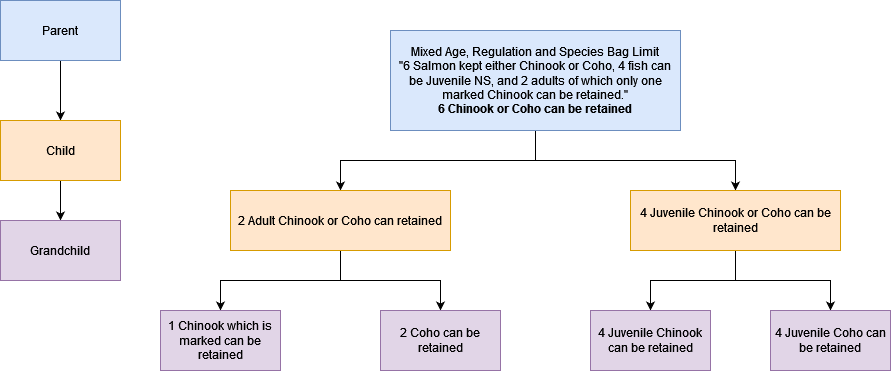 Parent
Child
Grandchild
Mixed Age, Regulation and Species Bag Limit
"6 Salmon kept either Chinook or Coho, 4 fish can
be Juvenile NS, and 2 adults of which only one
marked Chinook can be retained."
6 Chinook or Coho can be retained
2 Adult Chinook or Coho can retained
4 Juvenile Chinook or Coho can be
retained
1 Chinook which is
marked can be
retained
2 Coho can be
retained
4 Juvenile Chinook
can be retained
4 Juvenile Coho can
be retained